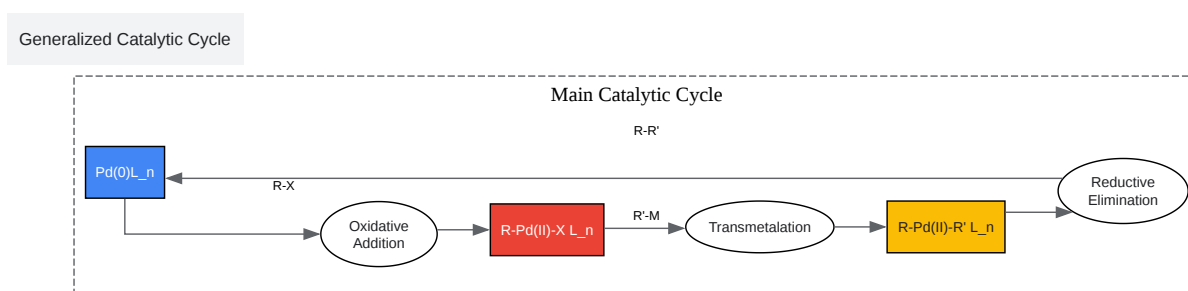 Generalized Catalytic Cycle
Main Catalytic Cycle
R-R'
Pd(0)L_n
R-X
Oxidative
Addition
R-Pd(II)-X L_n
R'-M
Transmetalation
R-Pd(II)-R' L_n
Reductive
Elimination